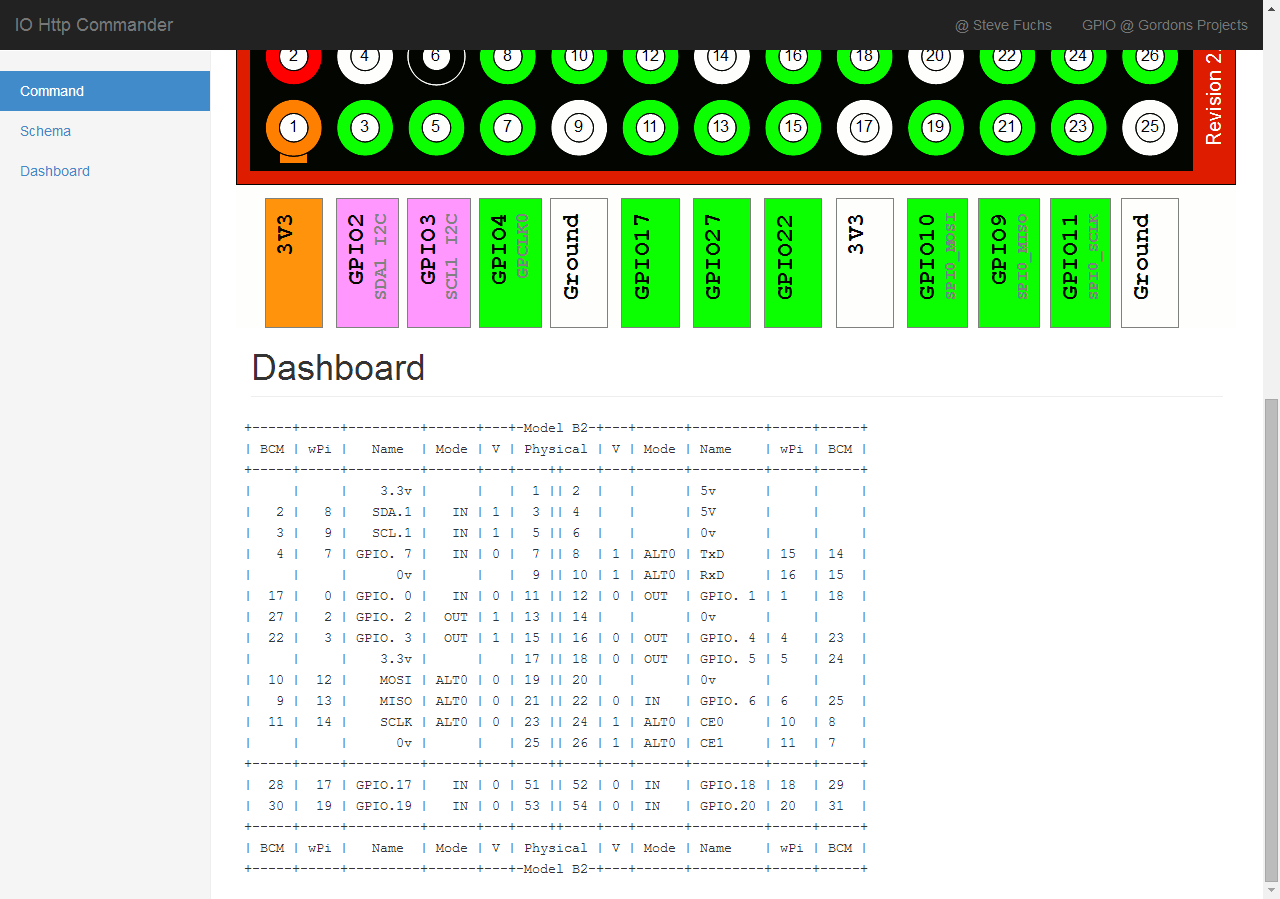 IO Http Commander @ Steve Fuchs GPIO @ Gordons Projects
Command
Schema
Dashboard
2 4 6 8 10 12 14 16 18 20 22 24 26
1 3 5 7 9 11 13 15 17 19 21 23 25
Revision 2
3V3
GPIO2
SDA1 I2C
GPIO3
SCL1 I2C
GPIO4
GPCLK0
Ground
GPIO17
GPIO27
GPIO22
3V3
GPIO10
SPI0_MOSI
GPIO9
SPI0_MISO
GPIO11
SPI0_SCLK
Ground
Dashboard
+-----+-----+---------+------+---+-Model B2-+---+------+---------+-----+-----+
| BCM | wPi |   Name  | Mode | V | Physical | V | Mode | Name    | wPi | BCM |
+-----+-----+---------+------+---+----++----+---+------+---------+-----+-----+
|     |     |    3.3v |      |   |  1 || 2  |   |      | 5v      |     |     |
|   2 |   8 |   SDA.1 |   IN | 1 |  3 || 4  |   |      | 5V      |     |     |
|   3 |   9 |   SCL.1 |   IN | 1 |  5 || 6  |   |      | 0v      |     |     |
|   4 |   7 | GPIO. 7 |   IN | 0 |  7 || 8  | 1 | ALT0 | TxD     | 15  | 14  |
|     |     |      0v |      |   |  9 || 10 | 1 | ALT0 | RxD     | 16  | 15  |
|  17 |   0 | GPIO. 0 |   IN | 0 | 11 || 12 | 0 | OUT  | GPIO. 1 | 1   | 18  |
|  27 |   2 | GPIO. 2 |  OUT | 1 | 13 || 14 |   |      | 0v      |     |     |
|  22 |   3 | GPIO. 3 |  OUT | 1 | 15 || 16 | 0 | OUT  | GPIO. 4 | 4   | 23  |
|     |     |    3.3v |      |   | 17 || 18 | 0 | OUT  | GPIO. 5 | 5   | 24  |
|  10 |  12 |    MOSI | ALT0 | 0 | 19 || 20 |   |      | 0v      |     |     |
|   9 |  13 |    MISO | ALT0 | 0 | 21 || 22 | 0 | IN   | GPIO. 6 | 6   | 25  |
|  11 |  14 |    SCLK | ALT0 | 0 | 23 || 24 | 1 | ALT0 | CE0     | 10  | 8   |
|     |     |      0v |      |   | 25 || 26 | 1 | ALT0 | CE1     | 11  | 7   |
+-----+-----+---------+------+---+----++----+---+------+---------+-----+-----+
|  28 |  17 | GPIO.17 |   IN | 0 | 51 || 52 | 0 | IN   | GPIO.18 | 18  | 29  |
|  30 |  19 | GPIO.19 |   IN | 0 | 53 || 54 | 0 | IN   | GPIO.20 | 20  | 31  |
+-----+-----+---------+------+---+----++----+---+------+---------+-----+-----+
| BCM | wPi |   Name  | Mode | V | Physical | V | Mode | Name    | wPi | BCM |
+-----+-----+---------+------+---+-Model B2-+---+------+---------+-----+-----+